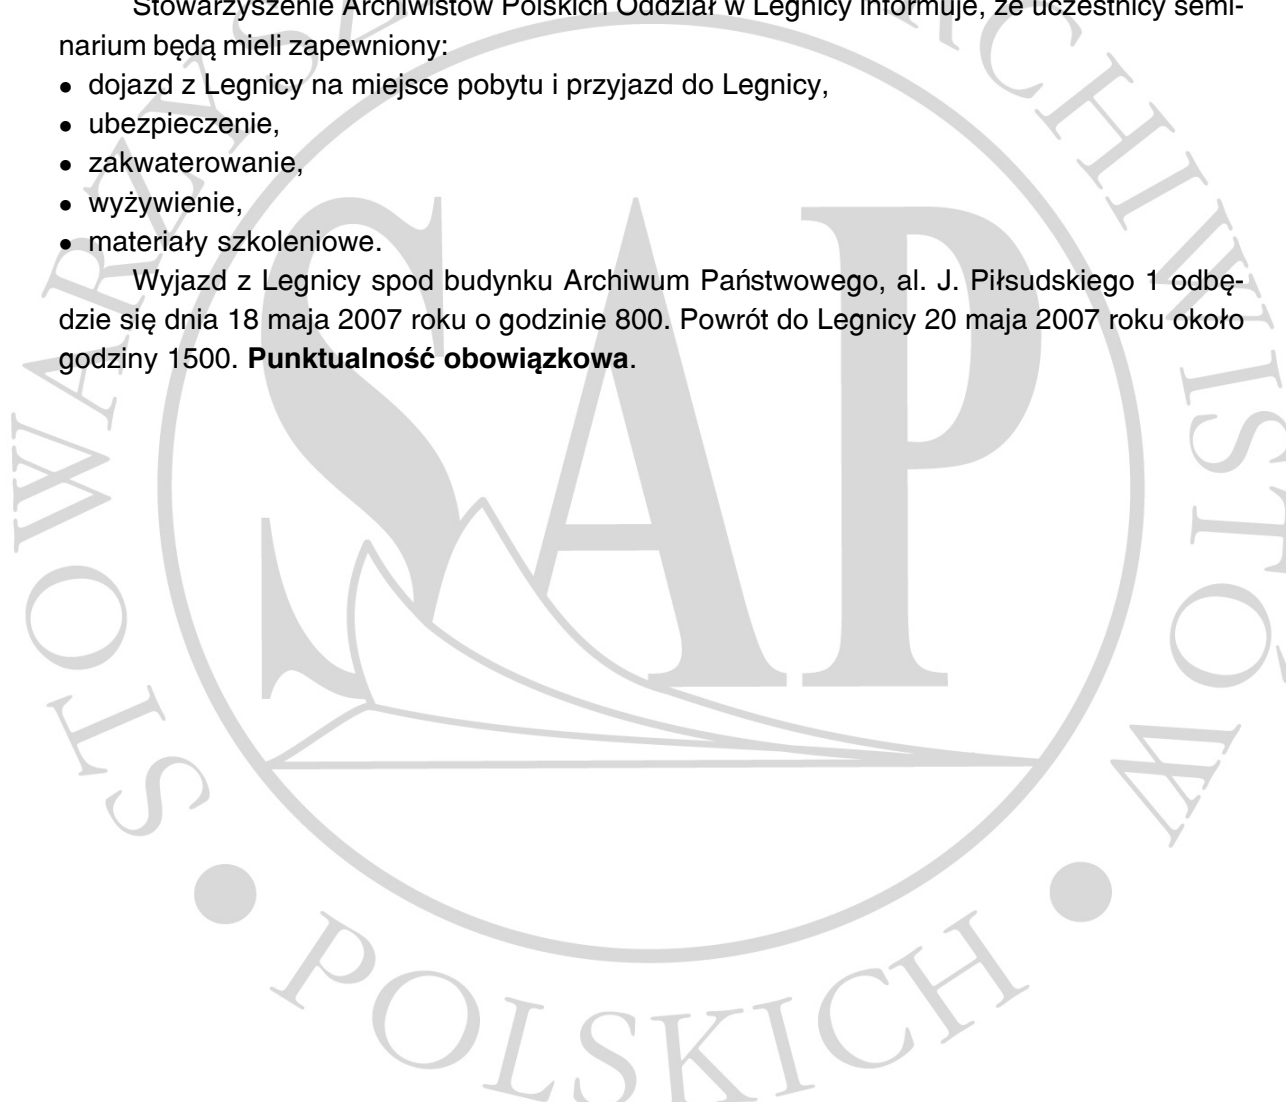 Stowarzyszenie Archiwistów Polskich Oddział w Legnicy informuje, że uczestnicy semi-
narium będą mieli zapewniony:
• dojazd z Legnicy na miejsce pobytu i przyjazd do Legnicy,
• ubezpieczenie,
• zakwaterowanie,
• wyżywienie,
• materiały szkoleniowe.
Wyjazd z Legnicy spod budynku Archiwum Państwowego, al. J. Piłsudskiego 1 odbę-
dzie się dnia 18 maja 2007 roku o godzinie 800. Powrót do Legnicy 20 maja 2007 roku około
godziny 1500. Punktualność obowiązkowa.
SAP
STOWARZYS
ARCHIWISTÓW
• POLSKICH •